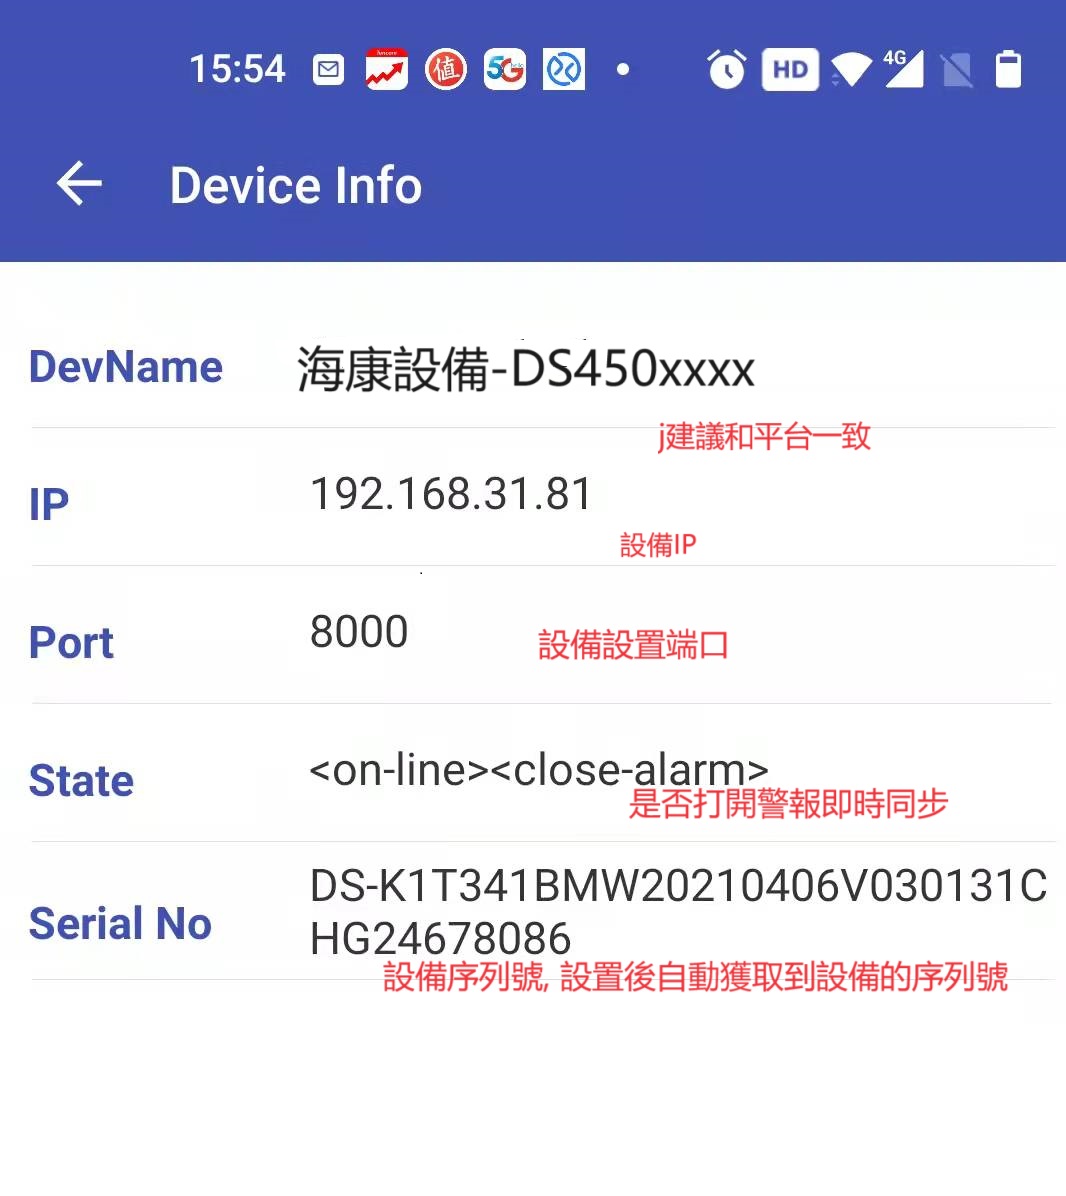 15:54
值
5G
HD
4G
Device Info
DevName
海康設備-DS450xxxx
j建議和平台一致
IP
192.168.31.81
設備IP
Port
8000
設備設置端口
State
<on-line><close-alarm>
是否打開警報即時同步
Serial No
DS-K1T341BMW20210406V030131C
HG24678086
設備序列號, 設置後自動獲取到設備的序列號